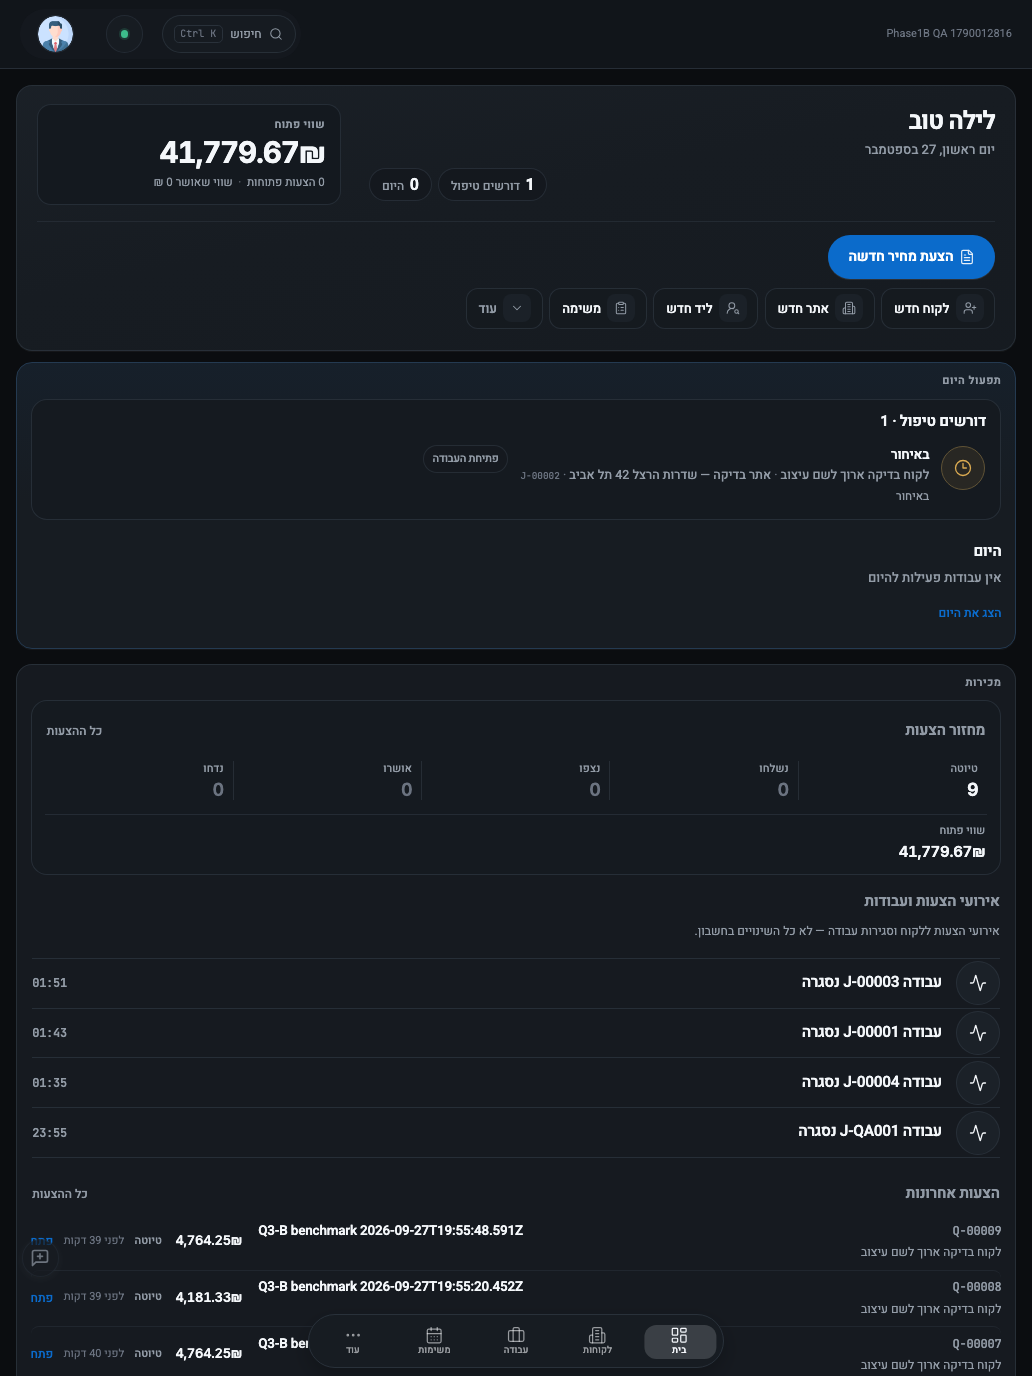 Phase1B QA 1790012816
חיפוש Ctrl K
לילה טוב
יום ראשון, 27 בספטמבר
1 דורשים טיפול
0 היום
שווי פתוח
₪41,779.67
0 הצעות פתוחות · שווי שאושר 0 ₪
הצעת מחיר חדשה
לקוח חדש
אתר חדש
ליד חדש
משימה
עוד
תפעול היום
דורשים טיפול · 1
באיחור
לקוח בדיקה ארוך לשם עיצוב · אתר בדיקה — שדרות הרצל 42 תל אביב · J-00002
באיחור
פתיחת העבודה
היום
אין עבודות פעילות להיום
הצג את היום
מכירות
מחזור הצעות
כל ההצעות
טיוטה
9
נשלחו
0
נצפו
0
אושרו
0
נדחו
0
שווי פתוח
₪41,779.67
אירועי הצעות ועבודות
אירועי הצעות ללקוח וסגירות עבודה — לא כל השינויים בחשבון.
עבודה J-00003 נסגרה 01:51
עבודה J-00001 נסגרה 01:43
עבודה J-00004 נסגרה 01:35
עבודה J-QA001 נסגרה 23:55
הצעות אחרונות
כל ההצעות
Q-00009
לקוח בדיקה ארוך לשם עיצוב
Q3-B benchmark 2026-09-27T19:55:48.591Z
₪4,764.25 טיוטה לפני 39 דקות פתח
Q-00008
לקוח בדיקה ארוך לשם עיצוב
Q3-B benchmark 2026-09-27T19:55:20.452Z
₪4,181.33 טיוטה לפני 39 דקות פתח
Q-00007
לקוח בדיקה ארוך לשם עיצוב
Q3-B
₪4,764.25 טיוטה לפני 40 דקות פתח
בית
לקוחות
עבודה
משימות
עוד